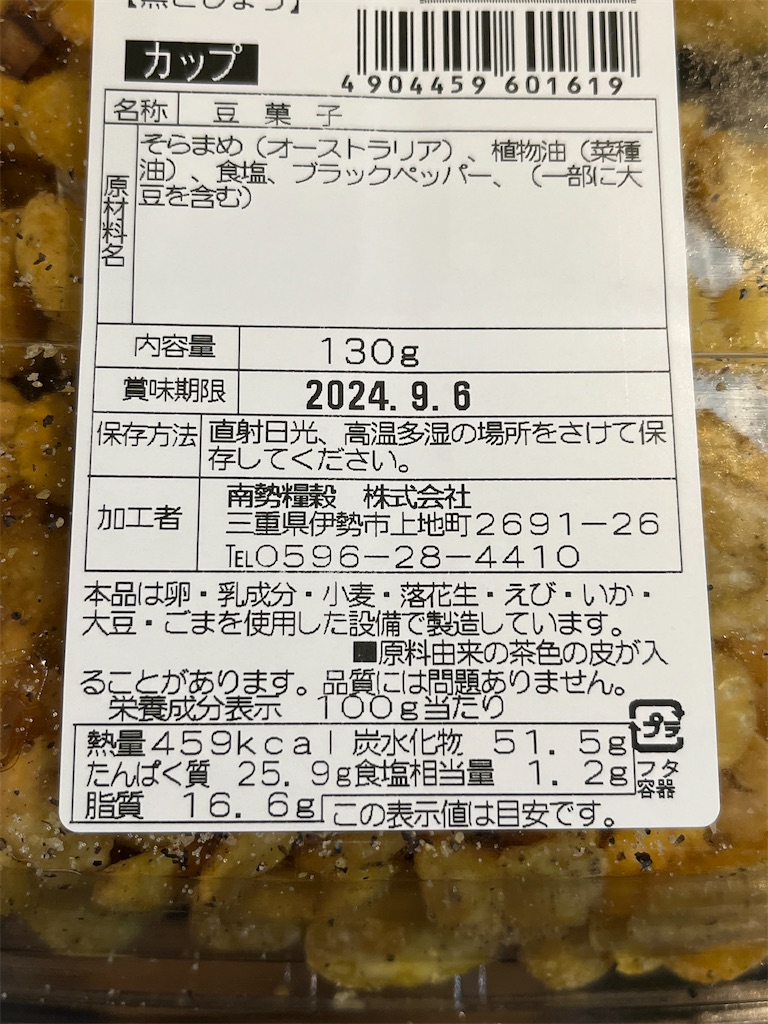 【黒こしょう】
カップ
4904459601619
名称 豆菓子
原材料名
そらまめ（オーストラリア）、植物油（菜種
油）、食塩、ブラックペッパー、（一部に大
豆を含む）
内容量 130g
賞味期限 2024.9.6
保存方法 直射日光、高温多湿の場所をさけて保
存してください。
加工者 南勢糧穀 株式会社
三重県伊勢市上地町2691-26
TEL0596-28-4410
本品は卵・乳成分・小麦・落花生・えび・いか・
大豆・ごまを使用した設備で製造しています。
■原料由来の茶色の皮が入
ることがあります。品質には問題ありません。
栄養成分表示 100g当たり
熱量459kcal 炭水化物 51.5g
たんぱく質 25.9g食塩相当量 1.2g
脂質 16.6g この表示値は目安です。
プラ
フタ
容器